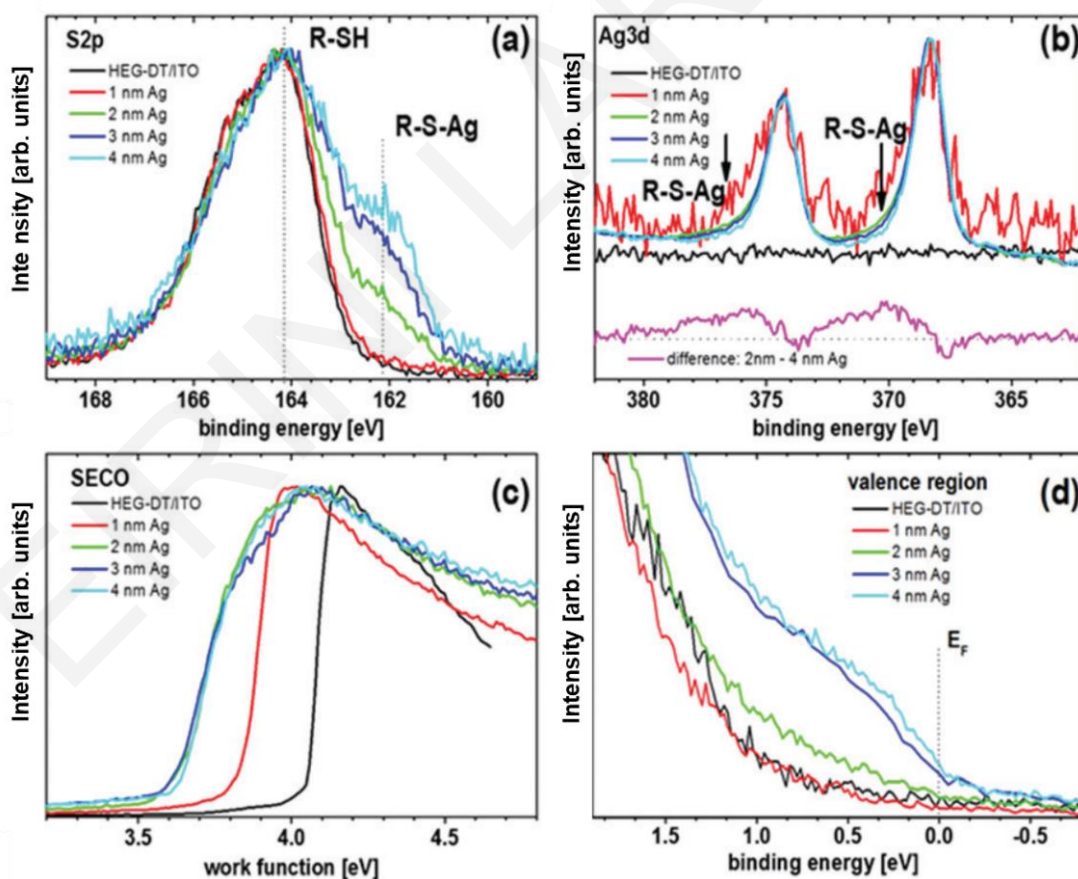 S2p
(a)
R-SH
HEG-DT/ITO
1 nm Ag
2 nm Ag
3 nm Ag
4 nm Ag
R-S-Ag
Inte nsity [arb. units]
168 166 164 162 160
binding energy [eV]
Ag3d
(b)
HEG-DT/ITO
1 nm Ag
2 nm Ag
3 nm Ag
4 nm Ag
R-S-Ag
R-S-Ag
difference: 2nm - 4 nm Ag
Intensity [arb. units]
380 375 370 365
binding energy [eV]
SECO
(c)
HEG-DT/ITO
1 nm Ag
2 nm Ag
3 nm Ag
4 nm Ag
Intensity [arb. units]
3.5 4.0 4.5
work function [eV]
(d)
valence region
HEG-DT/ITO
1 nm Ag
2 nm Ag
3 nm Ag
4 nm Ag
EF
Intensity [arb. units]
1.5 1.0 0.5 0.0 -0.5
binding energy [eV]